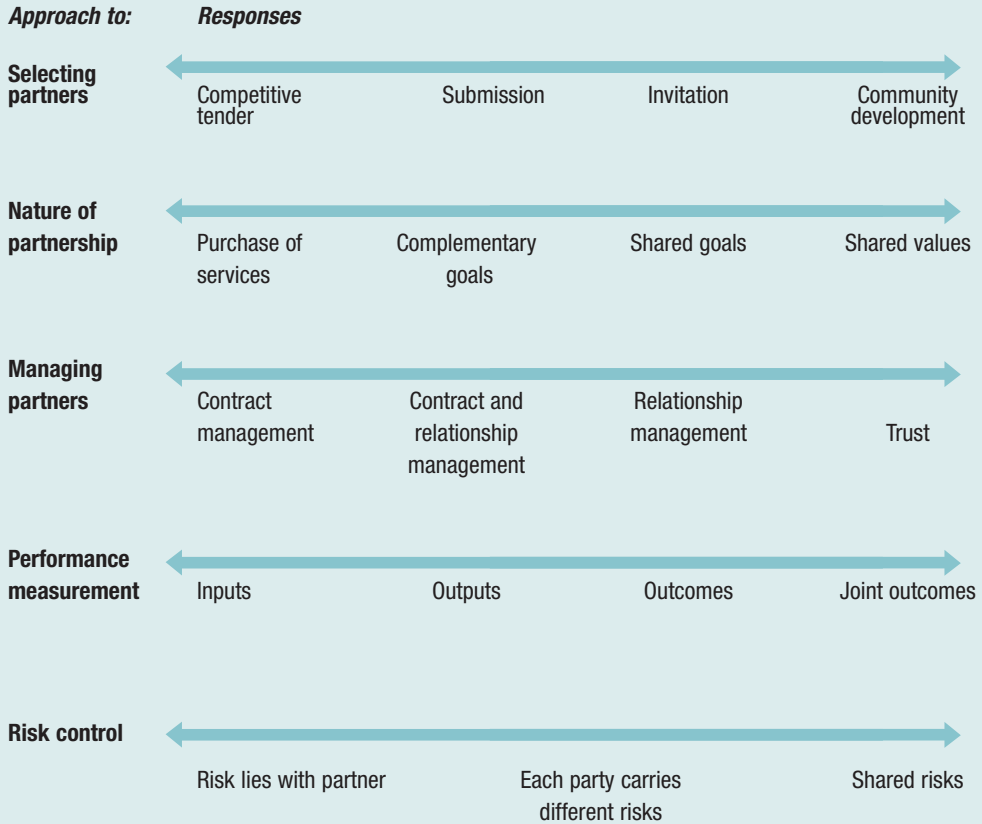 Approach to: Responses
Selecting
partners
Competitive Submission Invitation Community
tender development
Nature of
partnership Purchase of Complementary Shared goals Shared values
services goals
Managing
partners Contract Contract and Relationship
management relationship management Trust
management
Performance
measurement Inputs Outputs Outcomes Joint outcomes
Risk control
Risk lies with partner Each party carries Shared risks
different risks